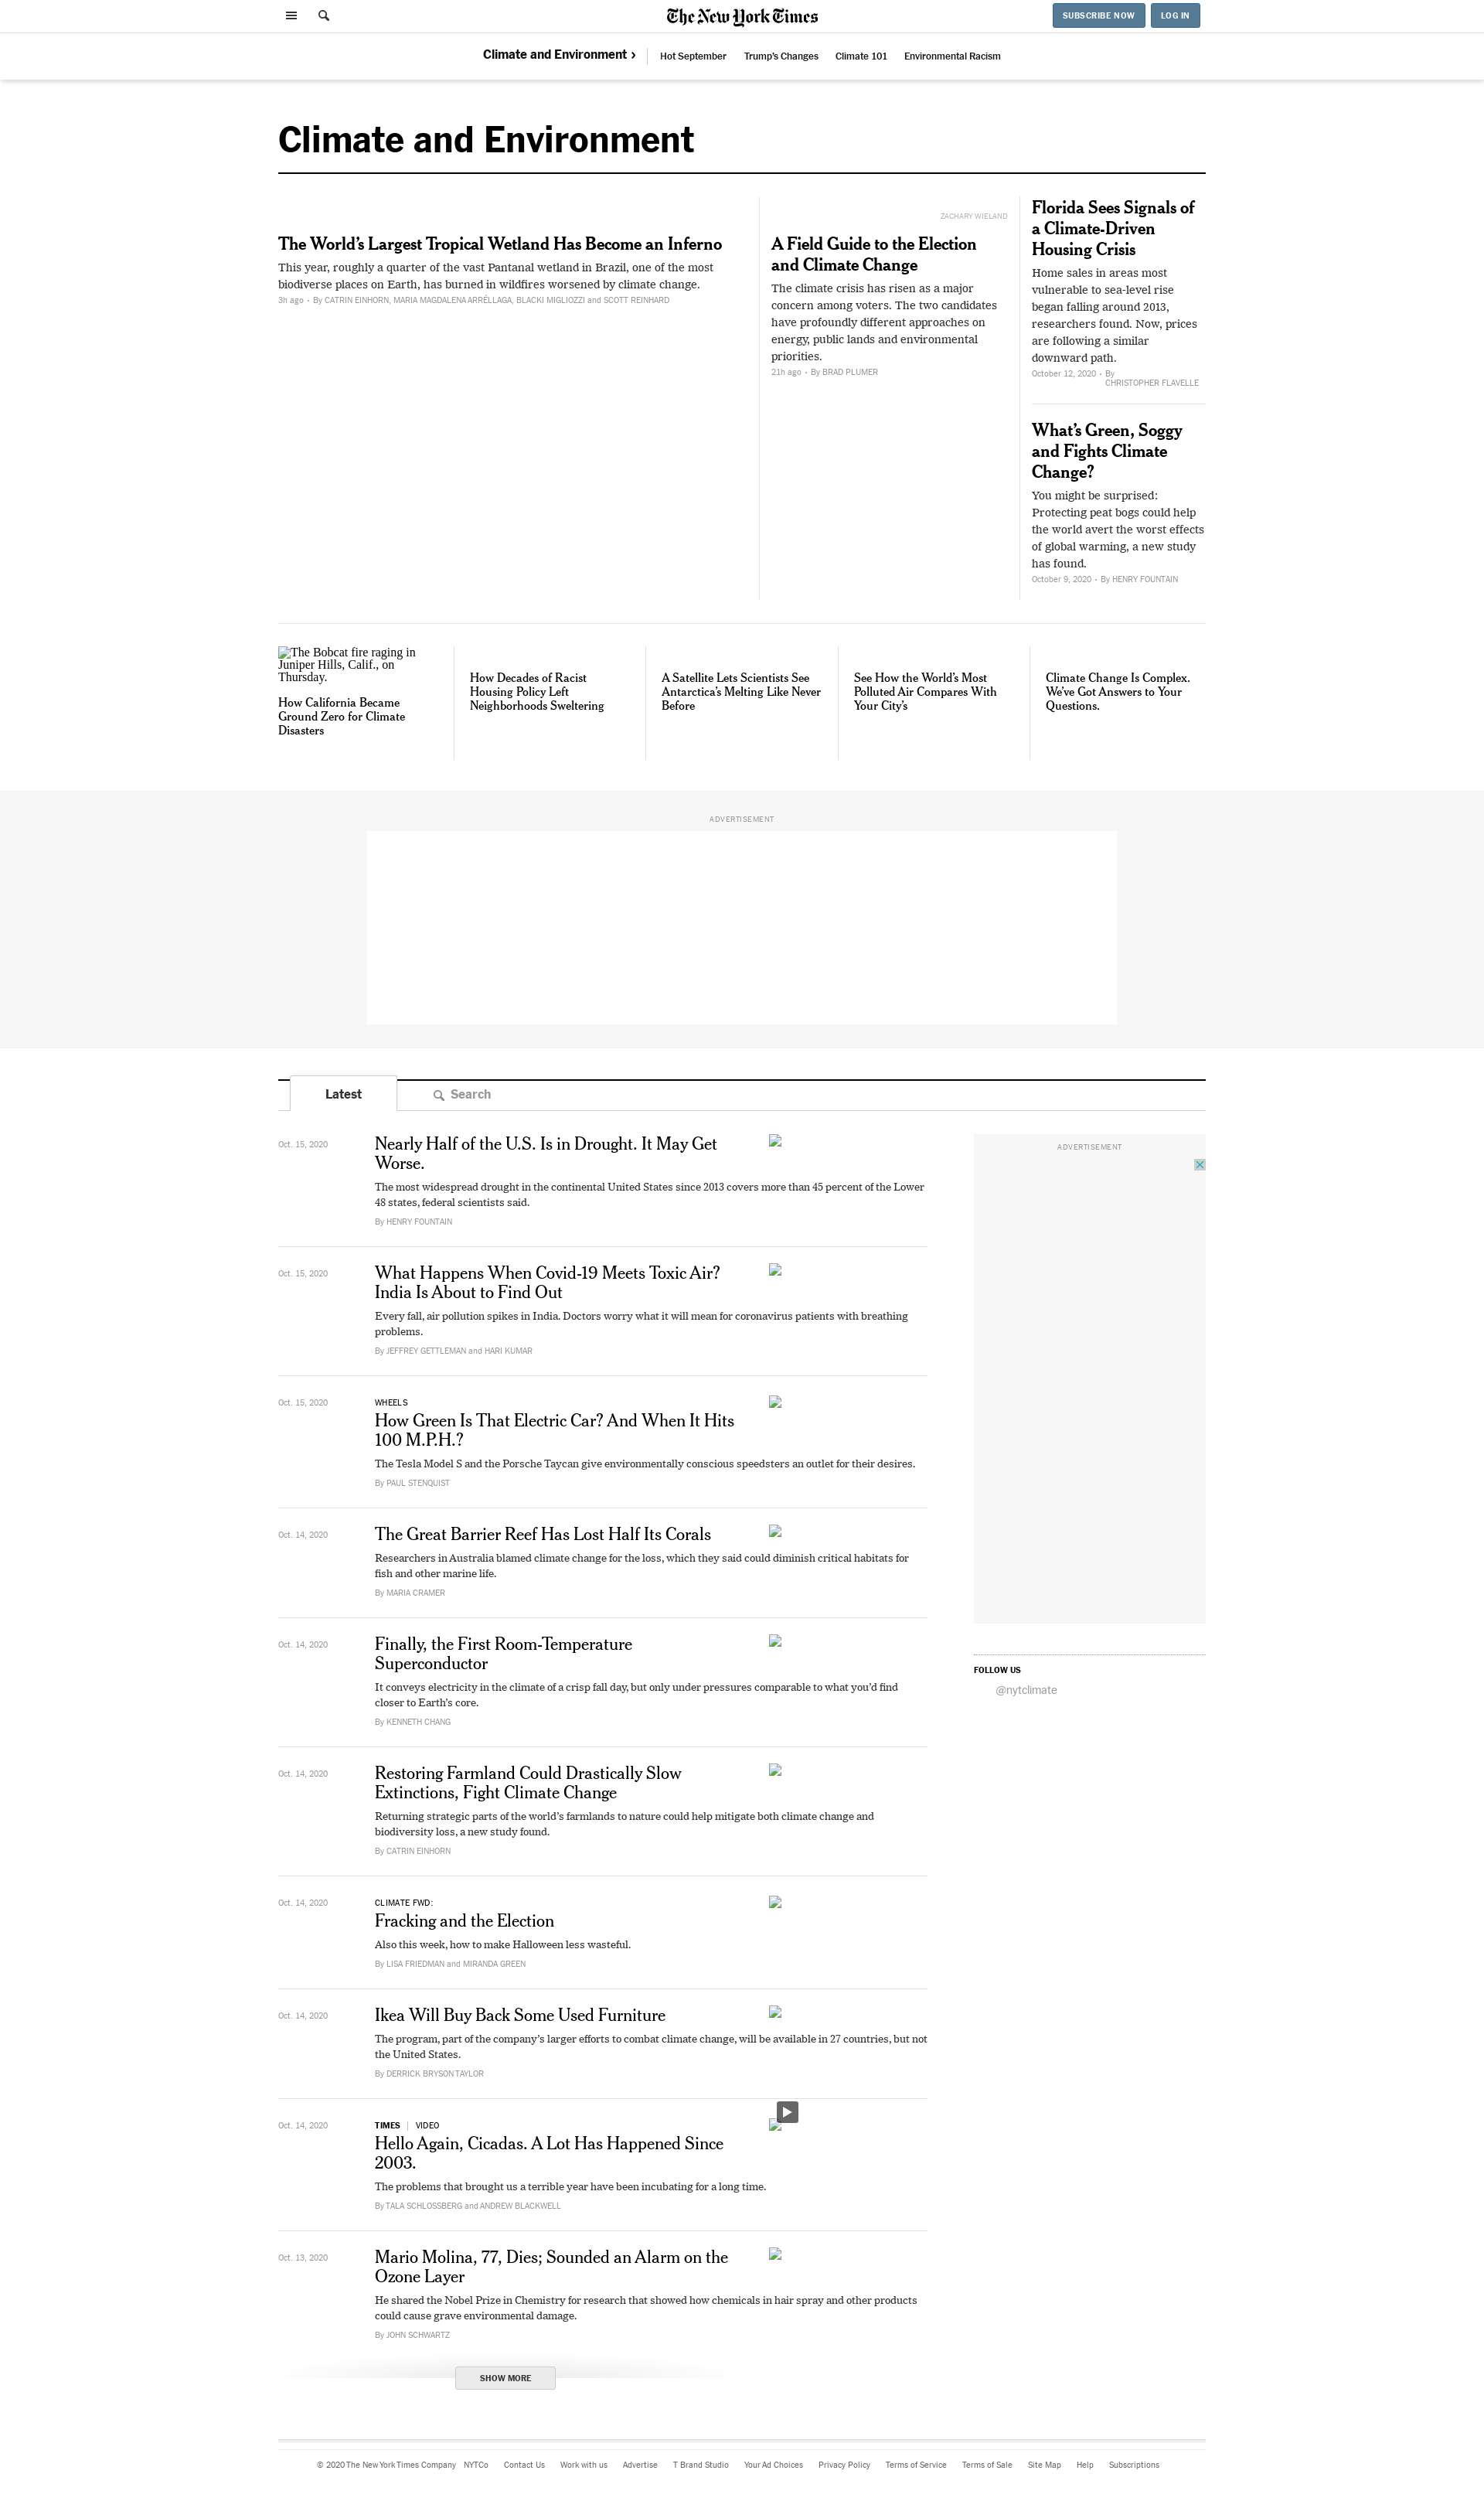 The New York Times
SUBSCRIBE NOW
LOG IN
Climate and Environment ›
Hot September
Trump's Changes
Climate 101
Environmental Racism
Climate and Environment
The World's Largest Tropical Wetland Has Become an Inferno
This year, roughly a quarter of the vast Pantanal wetland in Brazil, one of the most
biodiverse places on Earth, has burned in wildfires worsened by climate change.
3h ago • By CATRIN EINHORN, MARIA MAGDALENA ARRÉLLAGA, BLACKI MIGLIOZZI and SCOTT REINHARD
ZACHARY WIELAND
A Field Guide to the Election
and Climate Change
The climate crisis has risen as a major
concern among voters. The two candidates
have profoundly different approaches on
energy, public lands and environmental
priorities.
21h ago • By BRAD PLUMER
Florida Sees Signals of
a Climate-Driven
Housing Crisis
Home sales in areas most
vulnerable to sea-level rise
began falling around 2013,
researchers found. Now, prices
are following a similar
downward path.
October 12, 2020 • By
CHRISTOPHER FLAVELLE
What's Green, Soggy
and Fights Climate
Change?
You might be surprised:
Protecting peat bogs could help
the world avert the worst effects
of global warming, a new study
has found.
October 9, 2020 • By HENRY FOUNTAIN
The Bobcat fire raging in
Juniper Hills, Calif., on
Thursday.
How California Became
Ground Zero for Climate
Disasters
How Decades of Racist
Housing Policy Left
Neighborhoods Sweltering
A Satellite Lets Scientists See
Antarctica's Melting Like Never
Before
See How the World's Most
Polluted Air Compares With
Your City's
Climate Change Is Complex.
We've Got Answers to Your
Questions.
ADVERTISEMENT
Latest
Search
Oct. 15, 2020
Nearly Half of the U.S. Is in Drought. It May Get
Worse.
The most widespread drought in the continental United States since 2013 covers more than 45 percent of the Lower
48 states, federal scientists said.
By HENRY FOUNTAIN
ADVERTISEMENT
Oct. 15, 2020
What Happens When Covid-19 Meets Toxic Air?
India Is About to Find Out
Every fall, air pollution spikes in India. Doctors worry what it will mean for coronavirus patients with breathing
problems.
By JEFFREY GETTLEMAN and HARI KUMAR
Oct. 15, 2020
WHEELS
How Green Is That Electric Car? And When It Hits
100 M.P.H.?
The Tesla Model S and the Porsche Taycan give environmentally conscious speedsters an outlet for their desires.
By PAUL STENQUIST
Oct. 14, 2020
The Great Barrier Reef Has Lost Half Its Corals
Researchers in Australia blamed climate change for the loss, which they said could diminish critical habitats for
fish and other marine life.
By MARIA CRAMER
Oct. 14, 2020
Finally, the First Room-Temperature
Superconductor
It conveys electricity in the climate of a crisp fall day, but only under pressures comparable to what you'd find
closer to Earth's core.
By KENNETH CHANG
FOLLOW US
@nytclimate
Oct. 14, 2020
Restoring Farmland Could Drastically Slow
Extinctions, Fight Climate Change
Returning strategic parts of the world's farmlands to nature could help mitigate both climate change and
biodiversity loss, a new study found.
By CATRIN EINHORN
Oct. 14, 2020
CLIMATE FWD:
Fracking and the Election
Also this week, how to make Halloween less wasteful.
By LISA FRIEDMAN and MIRANDA GREEN
Oct. 14, 2020
Ikea Will Buy Back Some Used Furniture
The program, part of the company's larger efforts to combat climate change, will be available in 27 countries, but not
the United States.
By DERRICK BRYSON TAYLOR
Oct. 14, 2020
TIMES | VIDEO
Hello Again, Cicadas. A Lot Has Happened Since
2003.
The problems that brought us a terrible year have been incubating for a long time.
By TALA SCHLOSSBERG and ANDREW BLACKWELL
Oct. 13, 2020
Mario Molina, 77, Dies; Sounded an Alarm on the
Ozone Layer
He shared the Nobel Prize in Chemistry for research that showed how chemicals in hair spray and other products
could cause grave environmental damage.
By JOHN SCHWARTZ
SHOW MORE
© 2020 The New York Times Company
NYTCo
Contact Us
Work with us
Advertise
T Brand Studio
Your Ad Choices
Privacy Policy
Terms of Service
Terms of Sale
Site Map
Help
Subscriptions